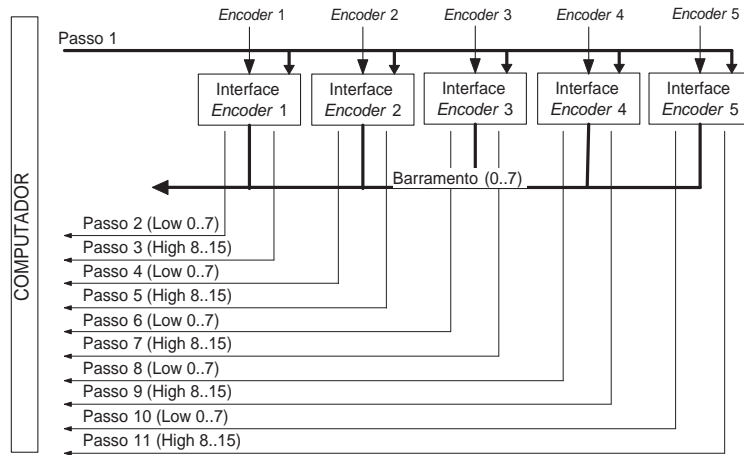 Encoder 1
Encoder 2
Encoder 3
Encoder 4
Encoder 5
Passo 1
Interface
Encoder 1
Interface
Encoder 2
Interface
Encoder 3
Interface
Encoder 4
Interface
Encoder 5
Barramento (0..7)
COMPUTADOR
Passo 2 (Low 0..7)
Passo 3 (High 8..15)
Passo 4 (Low 0..7)
Passo 5 (High 8..15)
Passo 6 (Low 0..7)
Passo 7 (High 8..15)
Passo 8 (Low 0..7)
Passo 9 (High 8..15)
Passo 10 (Low 0..7)
Passo 11 (High 8..15)